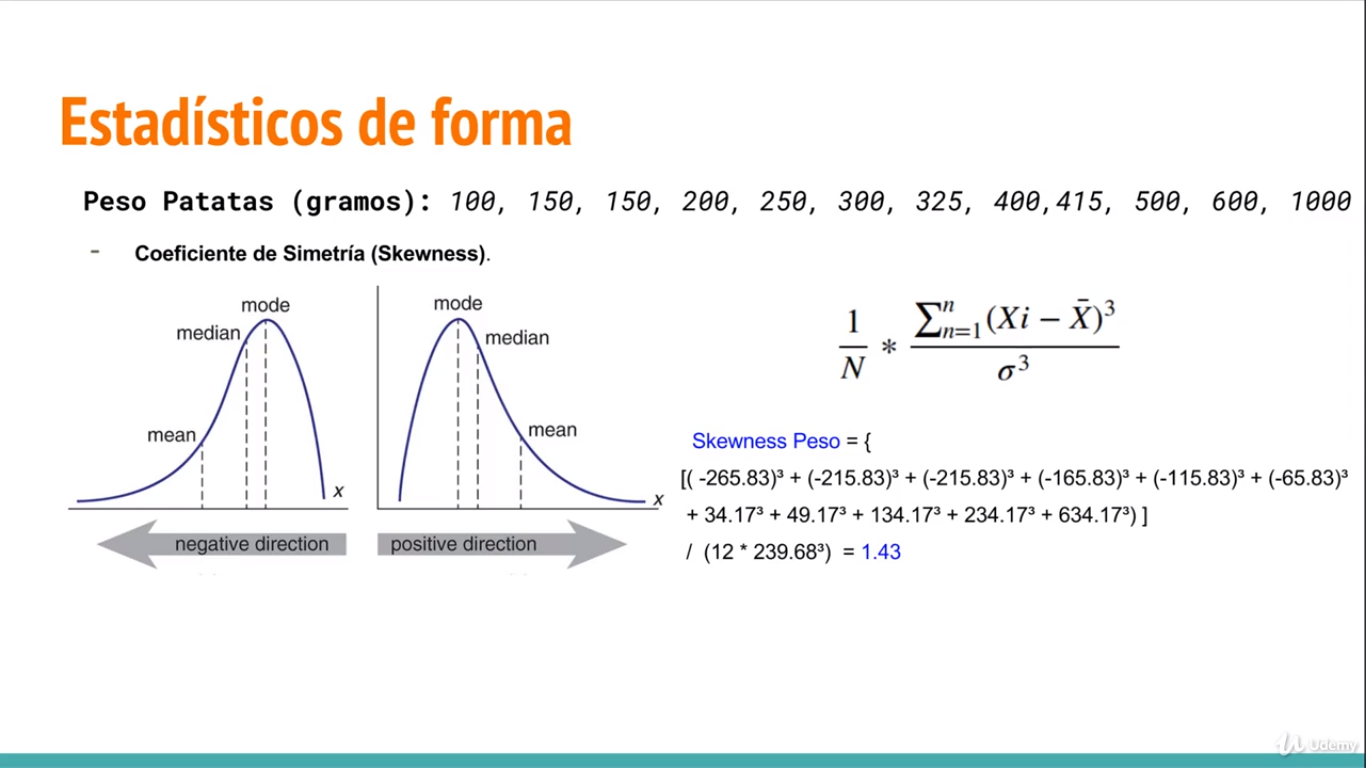 Estadísticos de forma
Peso Patatas (gramos): 100, 150, 150, 200, 250, 300, 325, 400,415, 500, 600, 1000
- Coeficiente de Simetría (Skewness).
mode
median
mean
x
negative direction
mode
median
mean
x
positive direction
1/N * ∑ⁿₙ₌₁(Xi − X̄)³ / σ³
Skewness Peso = {
[( -265.83)³ + (-215.83)³ + (-215.83)³ + (-165.83)³ + (-115.83)³ + (-65.83)³
+ 34.17³ + 49.17³ + 134.17³ + 234.17³ + 634.17³) ]
/ (12 * 239.68³) = 1.43
Udemy